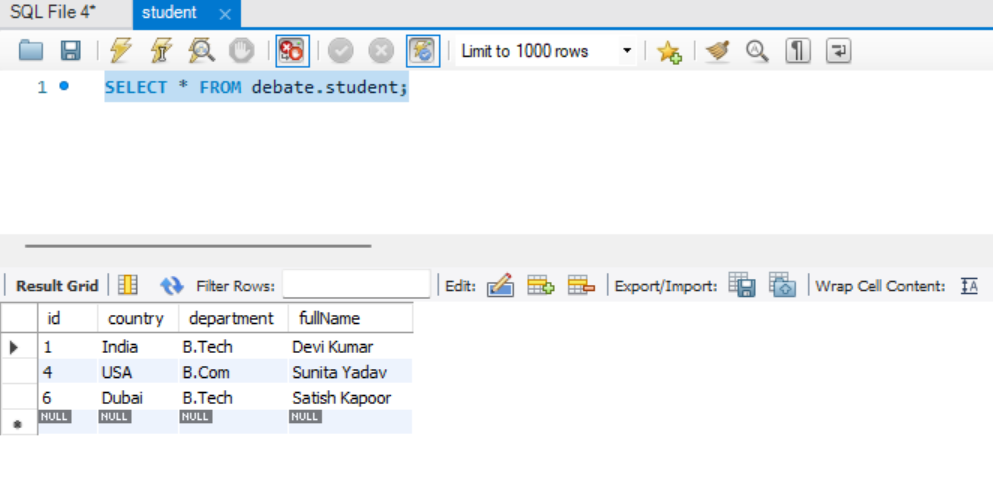 SQL File 4* student
Limit to 1000 rows
1 SELECT * FROM debate.student;
Result Grid Filter Rows: Edit: Export/Import: Wrap Cell Content:
id country department fullName
1 India B.Tech Devi Kumar
4 USA B.Com Sunita Yadav
6 Dubai B.Tech Satish Kapoor
NULL NULL NULL NULL